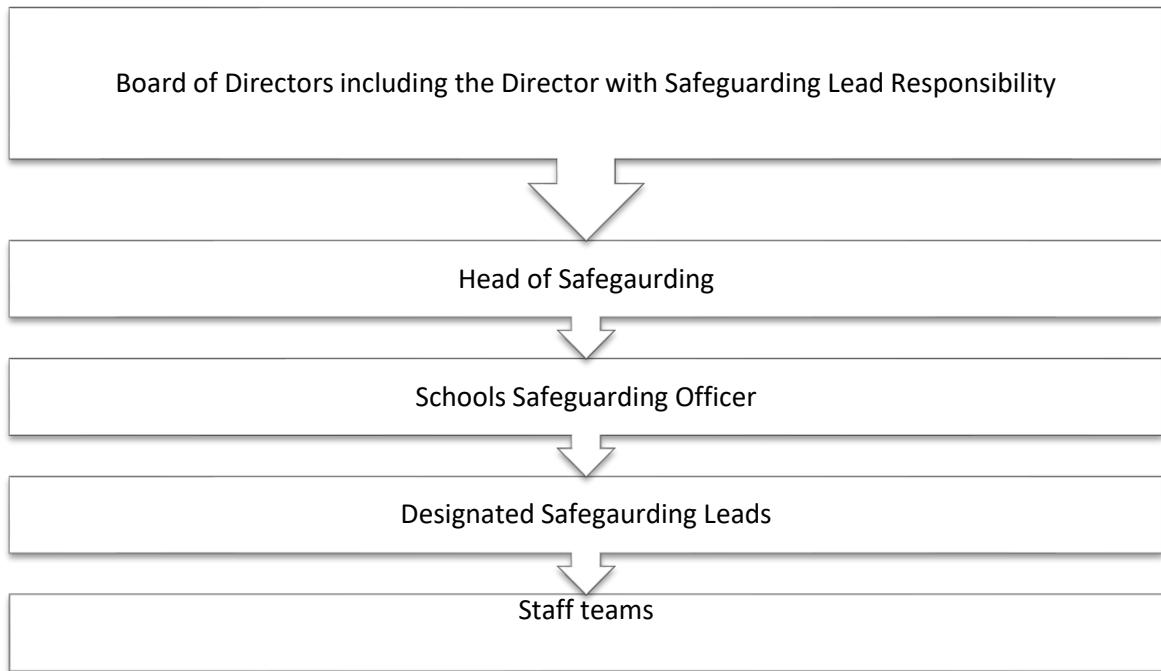 Board of Directors including the Director with Safeguarding Lead Responsibility
Head of Safegaurding
Schools Safeguarding Officer
Designated Safegaurding Leads
Staff teams